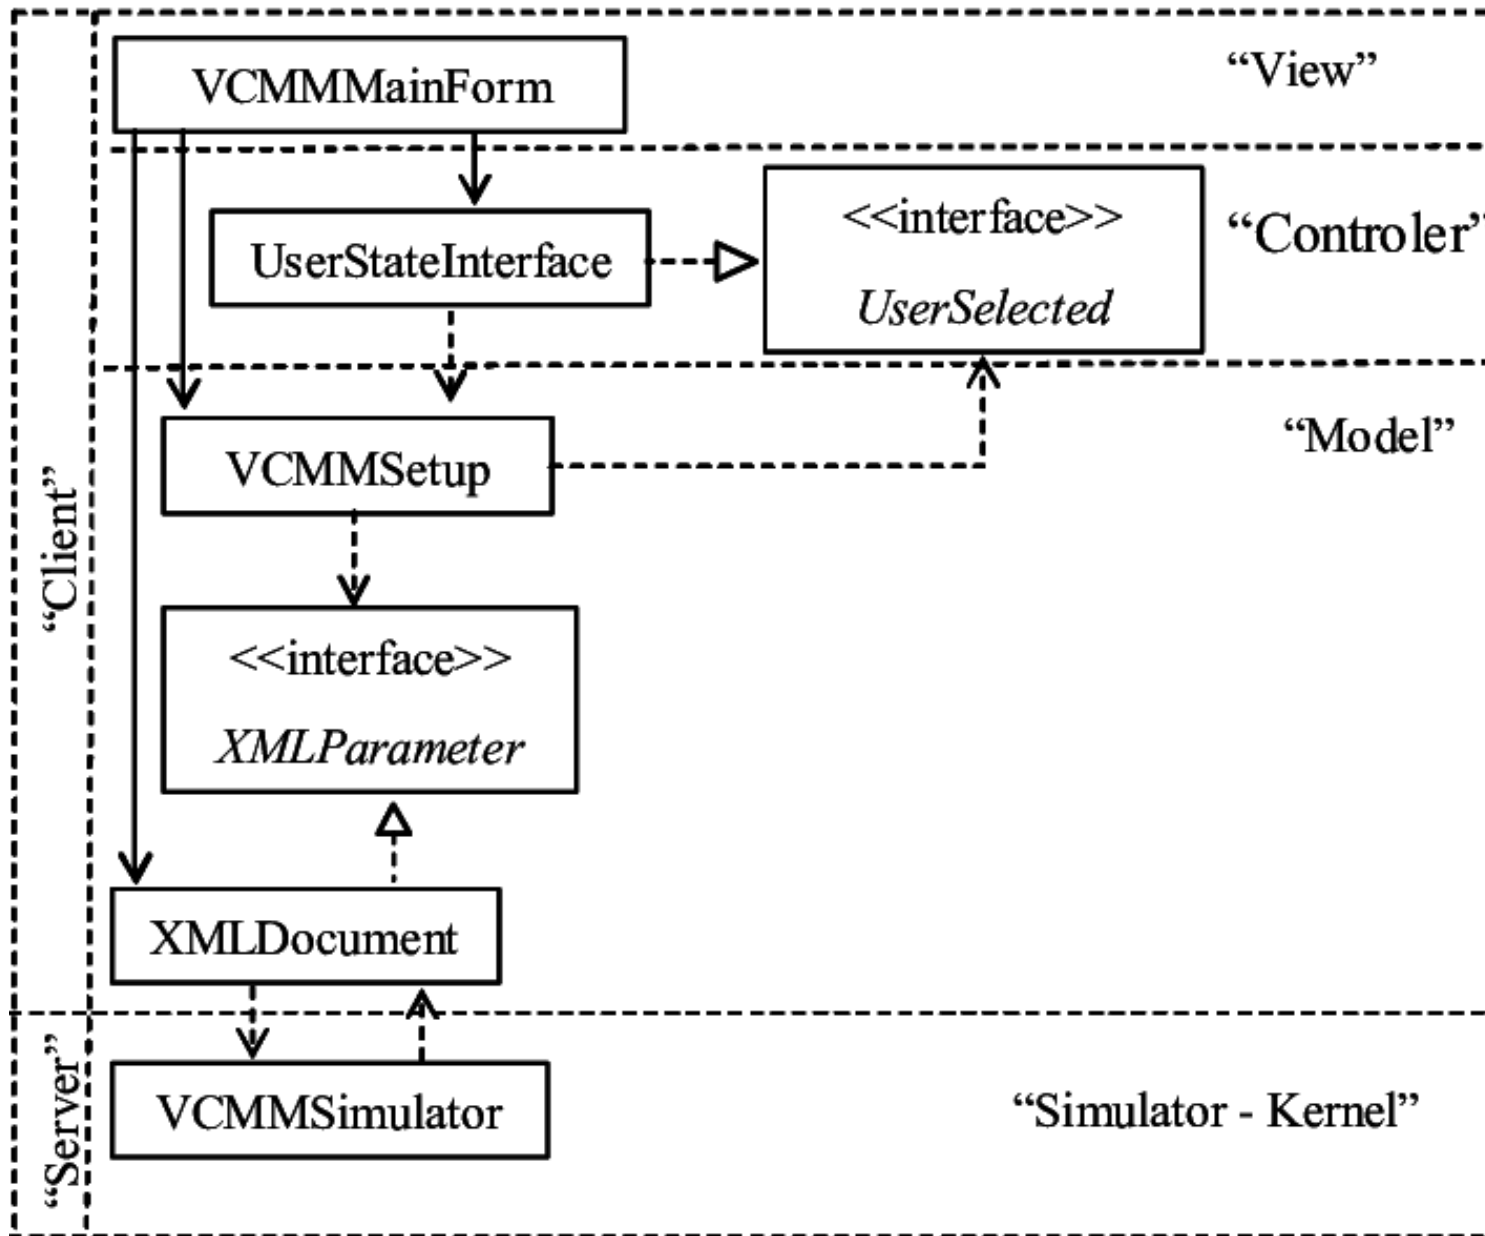 VCMMMainForm
“View”
UserStateInterface
<<interface>>
UserSelected
“Controler”
VCMMSetup
“Model”
<<interface>>
XMLParameter
XMLDocument
“Client”
VCMMSimulator
“Simulator - Kernel”
“Server”